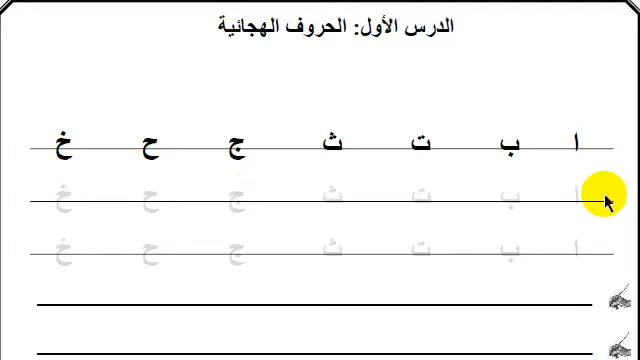 الدرس الأول: الحروف الهجائية
ا ب ت ث ج ح خ
ا ب ت ث ج ح خ
ا ب ت ث ج ح خ